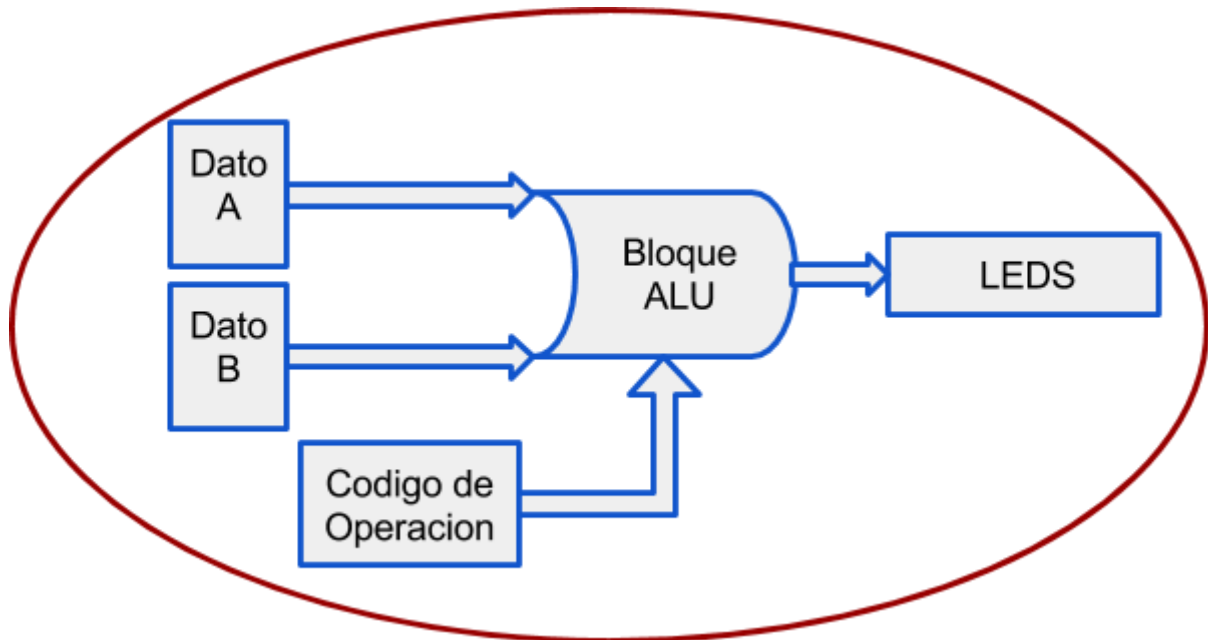 Dato
A
Dato
B
Bloque
ALU
LEDS
Codigo de
Operacion